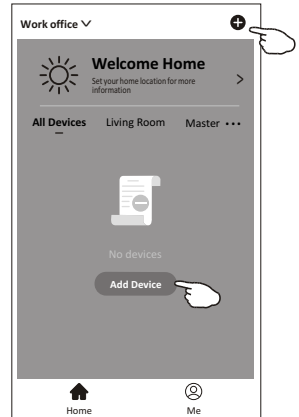 Work office
Welcome Home
Set your home location for more
information
All Devices Living Room Master
No devices
Add Device
Home Me